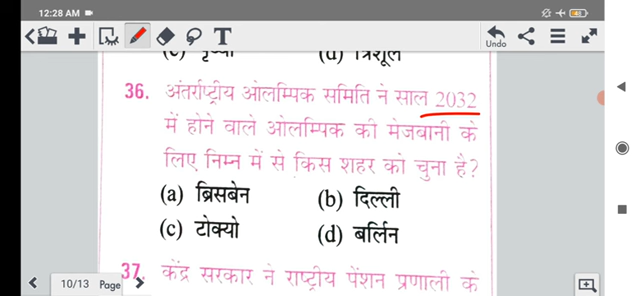 12:28 AM
Undo
(c) पृथ्वी (d) त्रिशूल
36. अंतर्राष्ट्रीय ओलम्पिक समिति ने साल 2032
में होने वाले ओलम्पिक की मेजबानी के
लिए निम्न में से किस शहर को चुना है?
(a) ब्रिसबेन (b) दिल्ली
(c) टोक्यो (d) बर्लिन
37. केंद्र सरकार ने राष्ट्रीय पेंशन प्रणाली के
10/13 Page